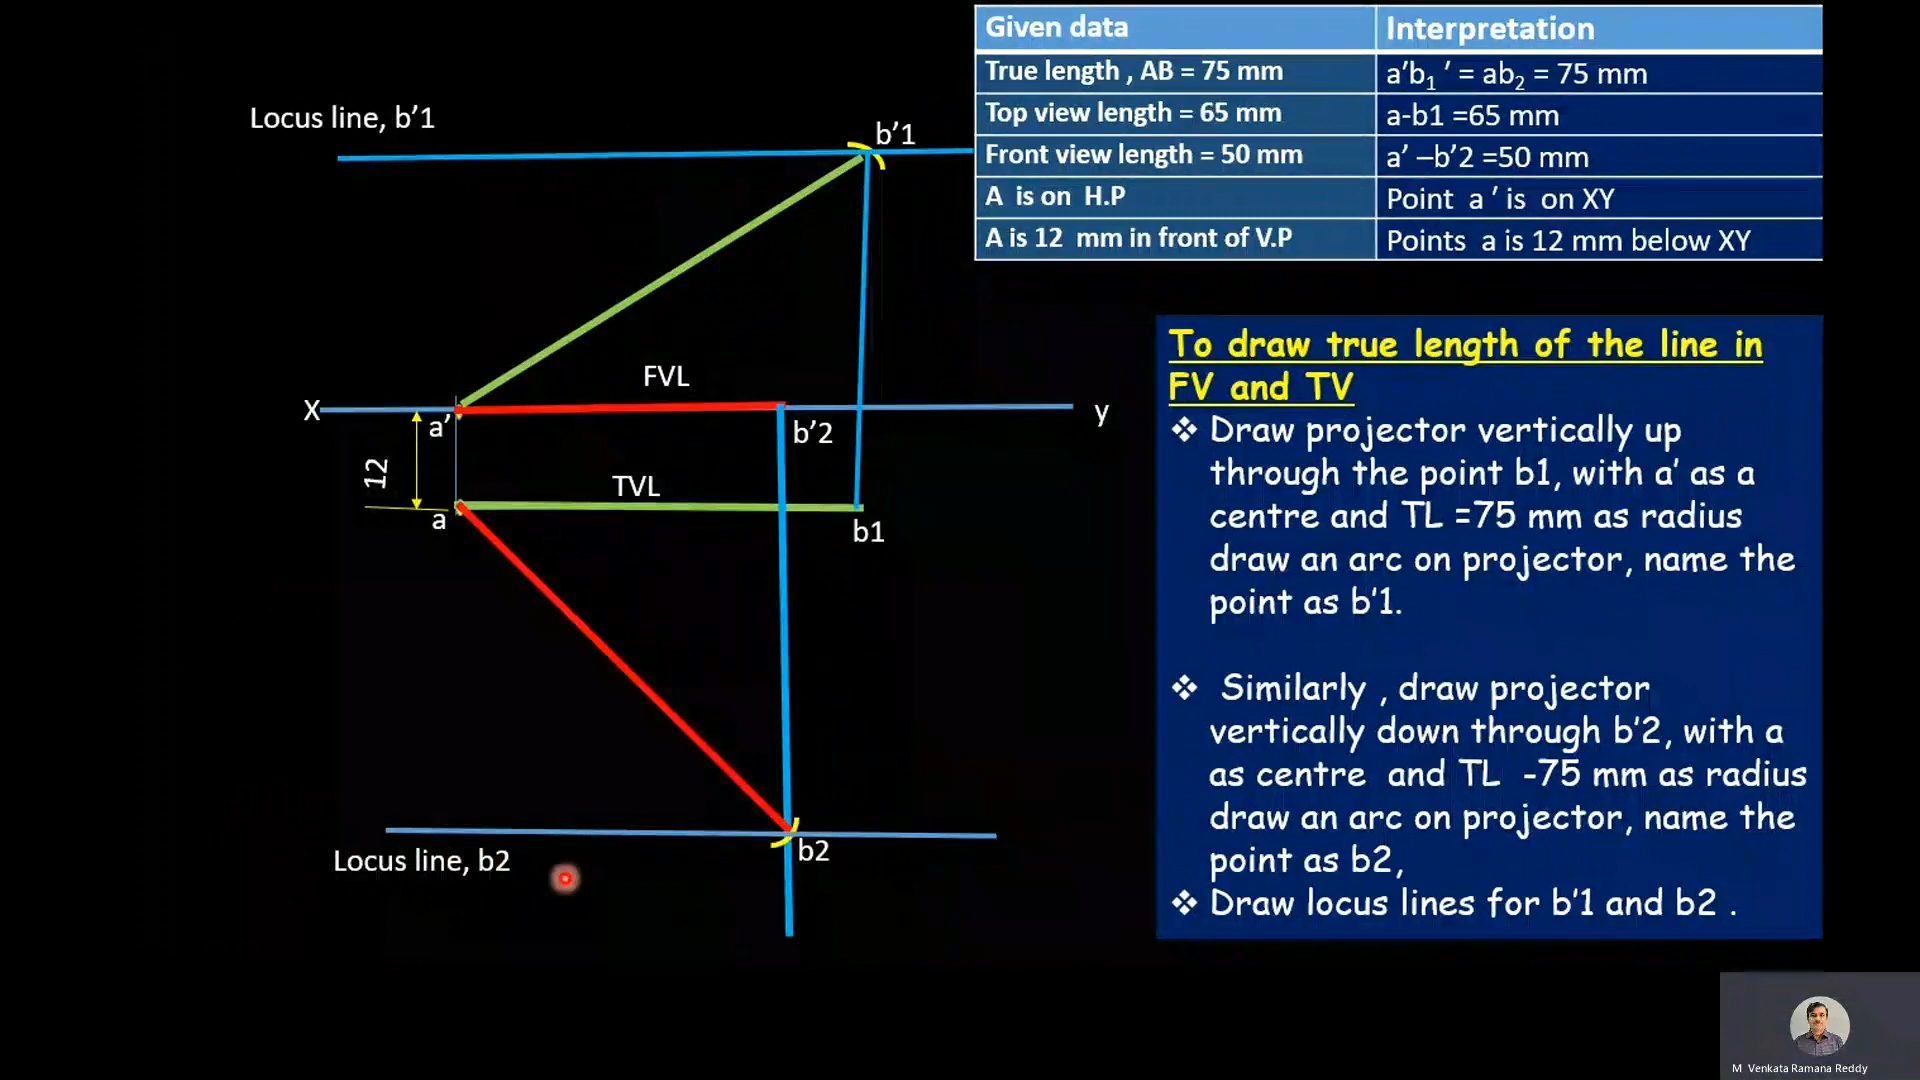 Given data Interpretation
True length , AB = 75 mm a’b₁ ’ = ab₂ = 75 mm
Top view length = 65 mm a-b1 =65 mm
Front view length = 50 mm a’ –b’2 =50 mm
A is on H.P Point a ’ is on XY
A is 12 mm in front of V.P Points a is 12 mm below XY
Locus line, b’1
b’1
FVL
X
y
a’
b’2
12
TVL
a
b1
Locus line, b2
b2
To draw true length of the line in
FV and TV
❖ Draw projector vertically up
through the point b1, with a’ as a
centre and TL =75 mm as radius
draw an arc on projector, name the
point as b’1.
❖ Similarly , draw projector
vertically down through b’2, with a
as centre and TL -75 mm as radius
draw an arc on projector, name the
point as b2,
❖ Draw locus lines for b’1 and b2 .
M Venkata Ramana Reddy